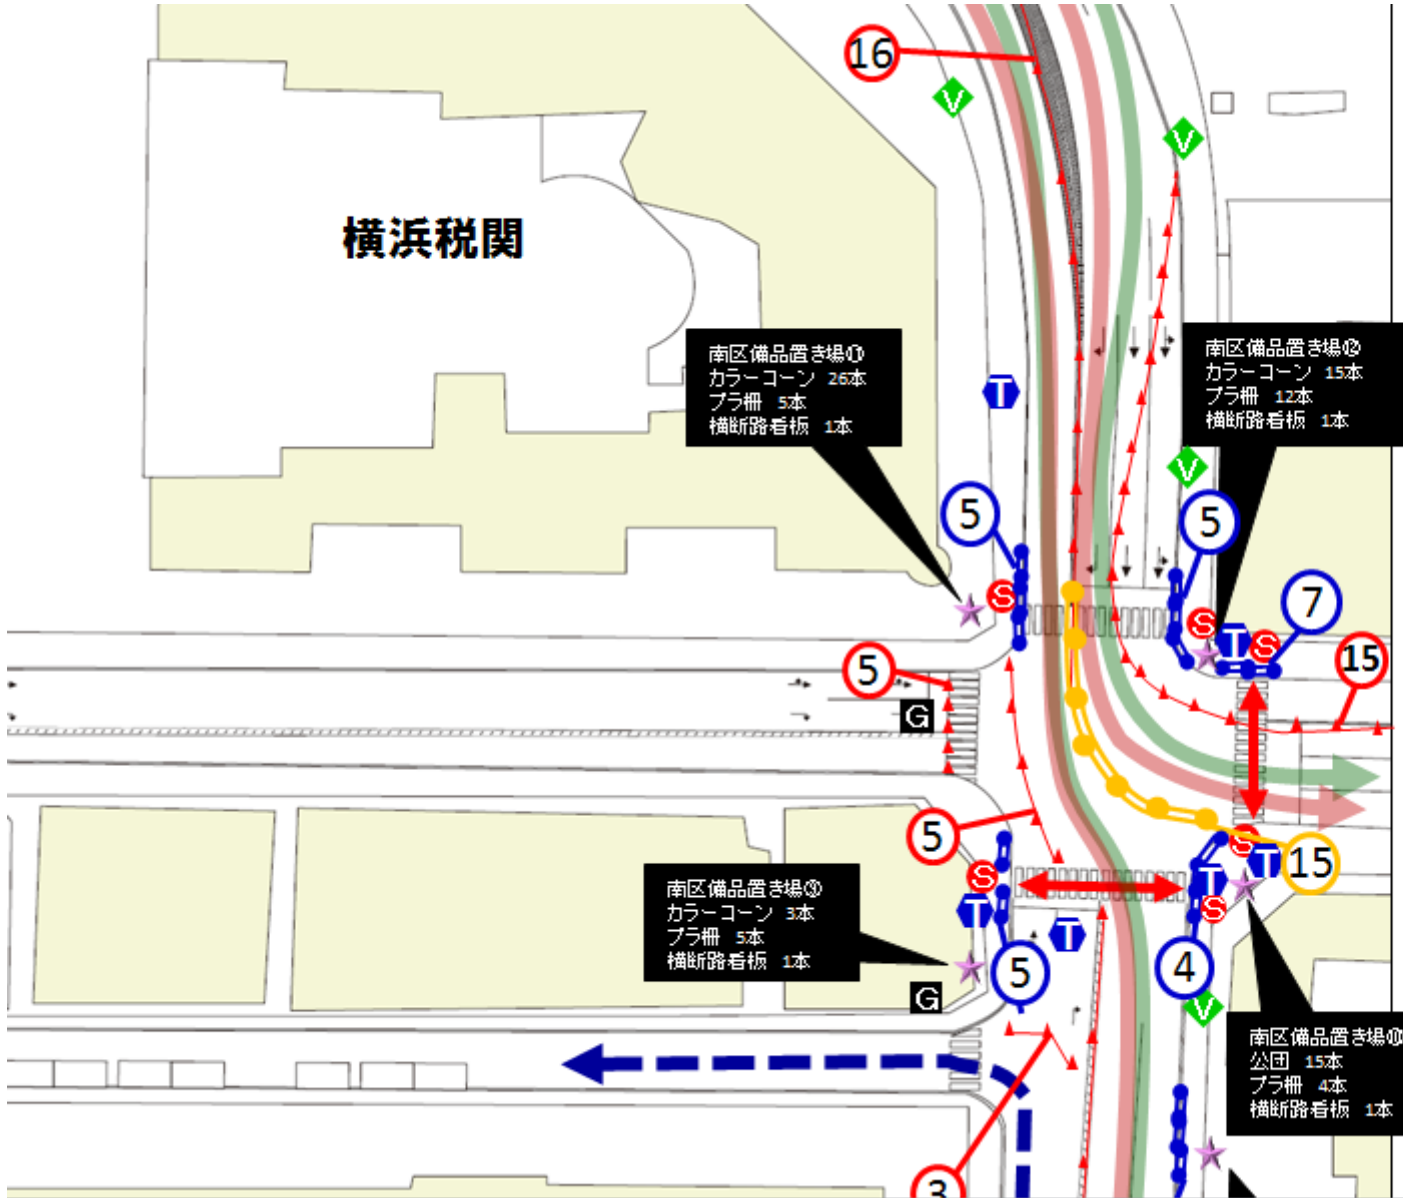 16
V
V
横浜税関
南区備品置き場⑪
カラーコーン 26本
プラ柵 5本
横断路看板 1本
南区備品置き場⑫
カラーコーン 15本
プラ柵 12本
横断路看板 1本
T
V
5
5
S
S
T
S
7
5
15
G
5
S
T
15
S
T
S
T
T
南区備品置き場⑨
カラーコーン 3本
プラ柵 5本
横断路看板 1本
5
4
G
V
南区備品置き場⑩
公団 15本
プラ柵 4本
横断路看板 1本
3